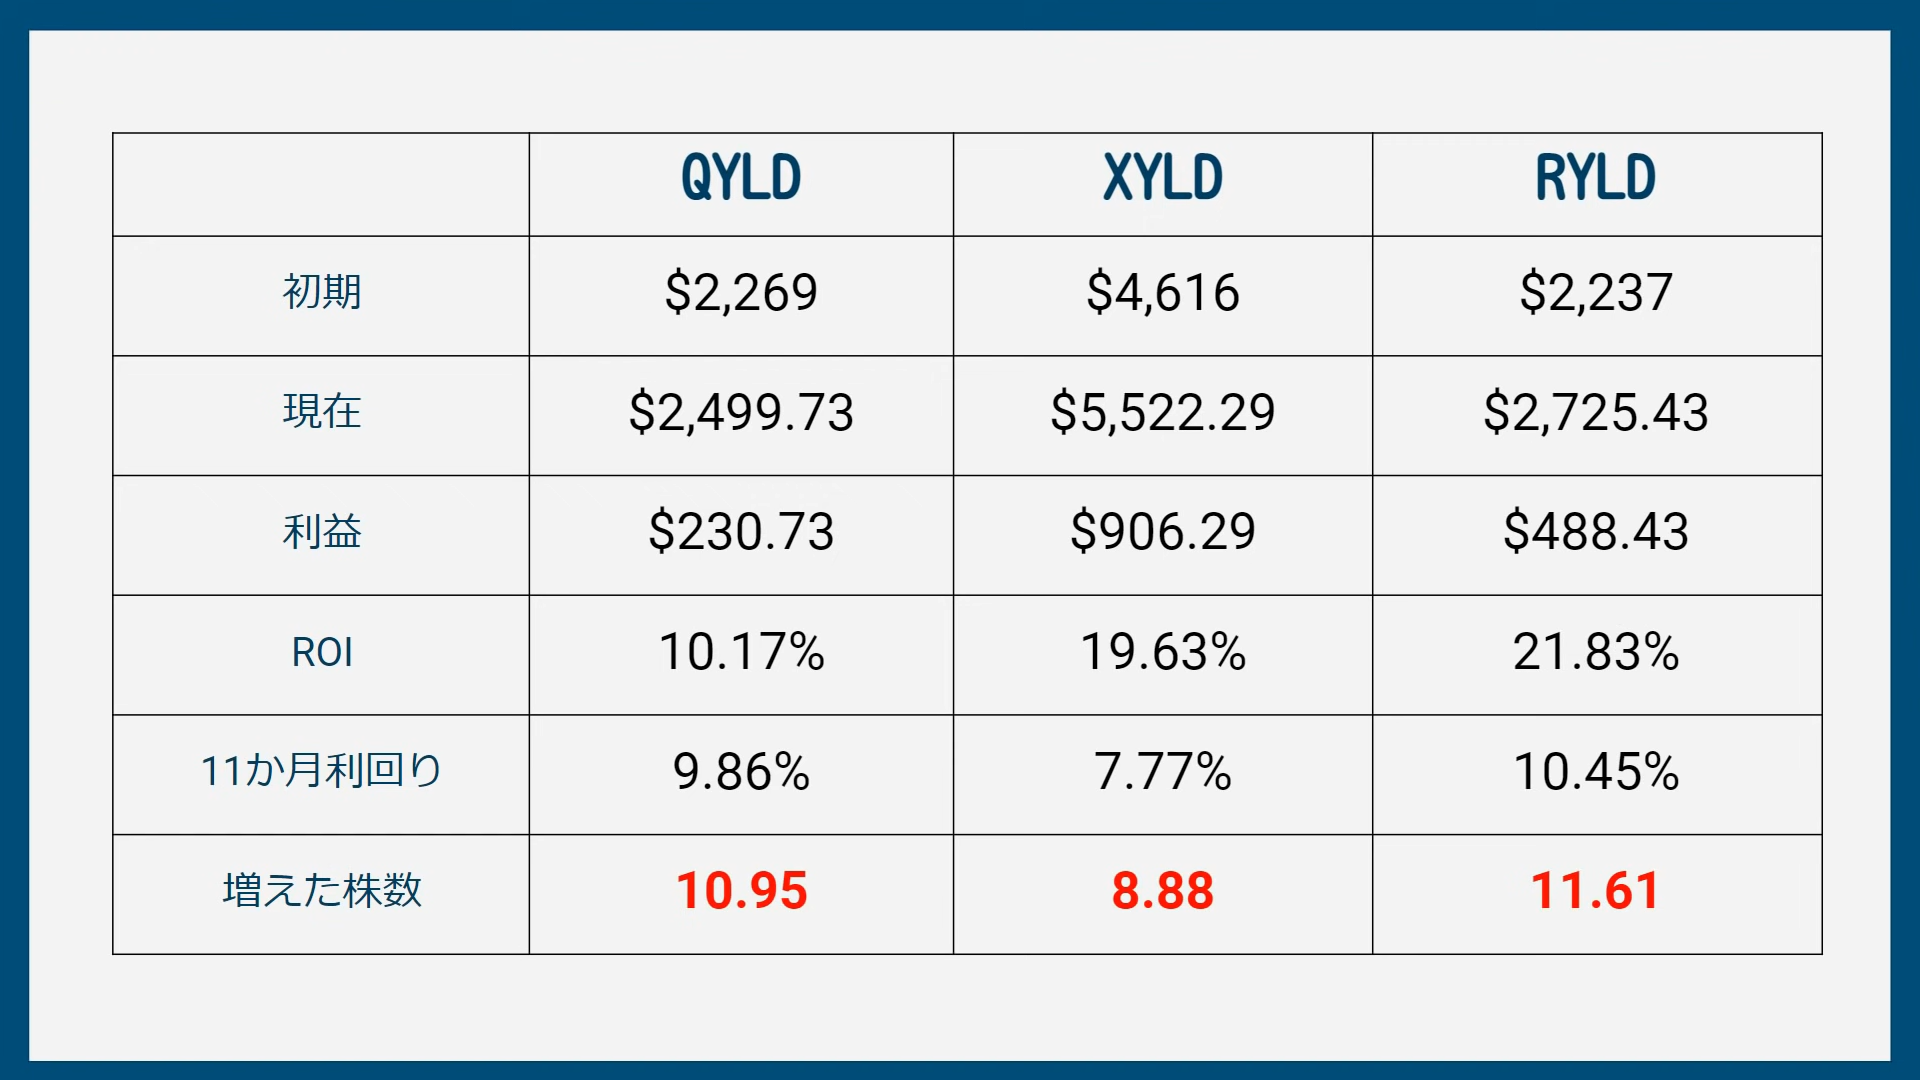 QYLD XYLD RYLD
初期 $2,269 $4,616 $2,237
現在 $2,499.73 $5,522.29 $2,725.43
利益 $230.73 $906.29 $488.43
ROI 10.17% 19.63% 21.83%
11か月利回り 9.86% 7.77% 10.45%
増えた株数 10.95 8.88 11.61